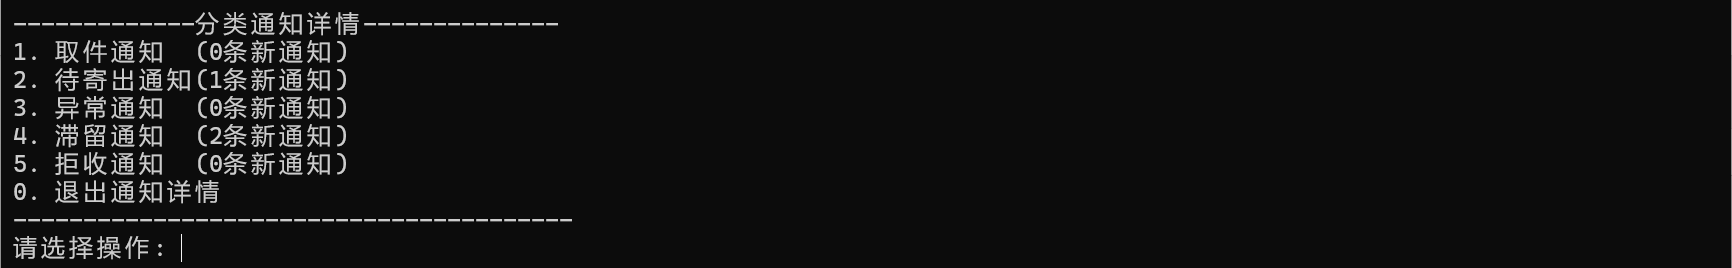 -------------分类通知详情--------------
1. 取件通知  (0条新通知)
2. 待寄出通知(1条新通知)
3. 异常通知  (0条新通知)
4. 滞留通知  (2条新通知)
5. 拒收通知  (0条新通知)
0. 退出通知详情
----------------------------------------
请选择操作: